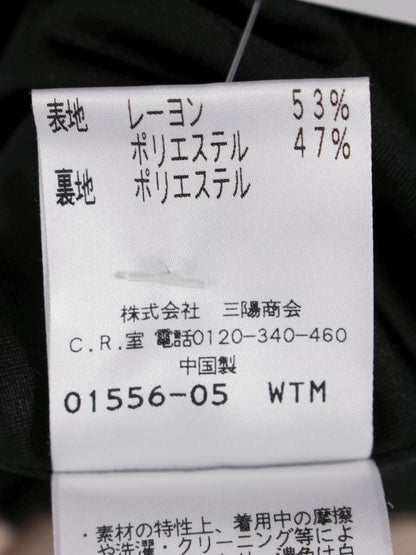 表地 レーヨン 53%
ポリエステル 47%
裏地 ポリエステル
株式会社 三陽商会
C.R.室 電話0120-340-460
中国製
01556-05 WTM
・素材の特性上、着用中の摩擦
や洗濯・クリーニング等によ